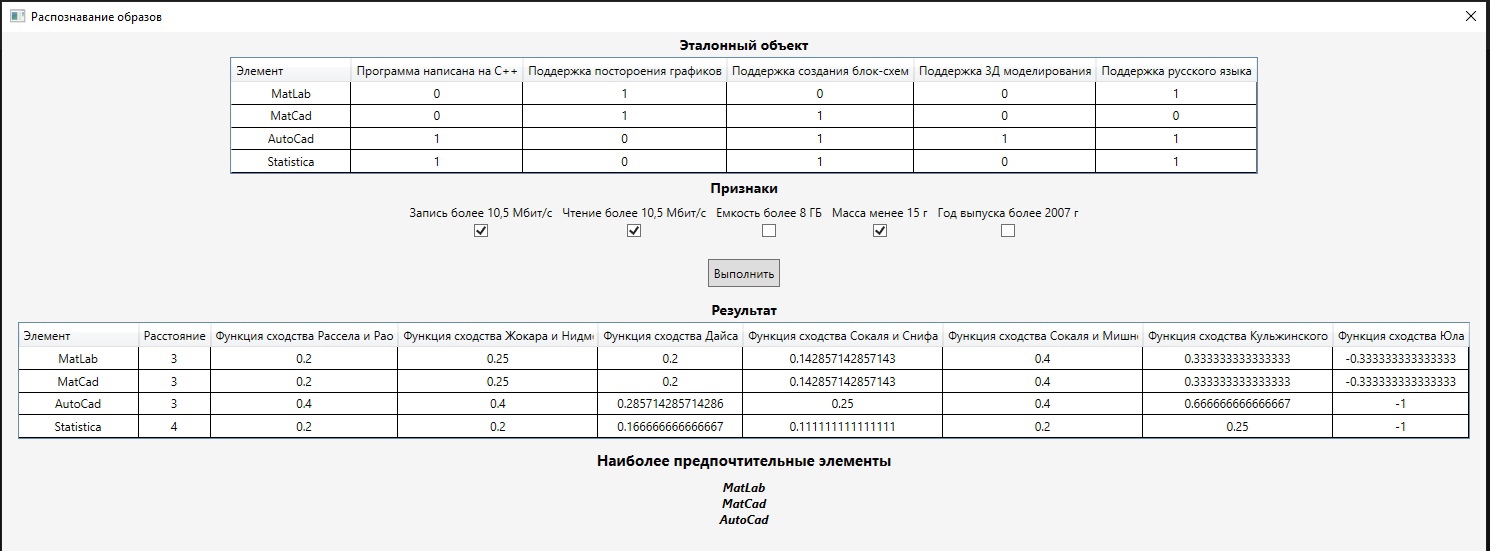 Распознавание образов
Эталонный объект
Элемент Программа написана на C++ Поддержка постороения графиков Поддержка создания блок-схем Поддержка 3Д моделирования Поддержка русского языка
MatLab 0 1 0 0 1
MatCad 0 1 1 0 0
AutoCad 1 0 1 1 1
Statistica 1 0 1 0 1
Признаки
Запись более 10,5 Мбит/с Чтение более 10,5 Мбит/с Емкость более 8 ГБ Масса менее 15 г Год выпуска более 2007 г
Выполнить
Результат
Элемент Расстояние Функция сходства Рассела и Рао Функция сходства Жокара и Нидм Функция сходства Дайса Функция сходства Сокаля и Снифа Функция сходства Сокаля и Мишн Функция сходства Кульжинского Функция сходства Юла
MatLab 3 0.2 0.25 0.2 0.142857142857143 0.4 0.333333333333333 -0.333333333333333
MatCad 3 0.2 0.25 0.2 0.142857142857143 0.4 0.333333333333333 -0.333333333333333
AutoCad 3 0.4 0.4 0.285714285714286 0.25 0.4 0.666666666666667 -1
Statistica 4 0.2 0.2 0.166666666666667 0.111111111111111 0.2 0.25 -1
Наиболее предпочтительные элементы
MatLab
MatCad
AutoCad